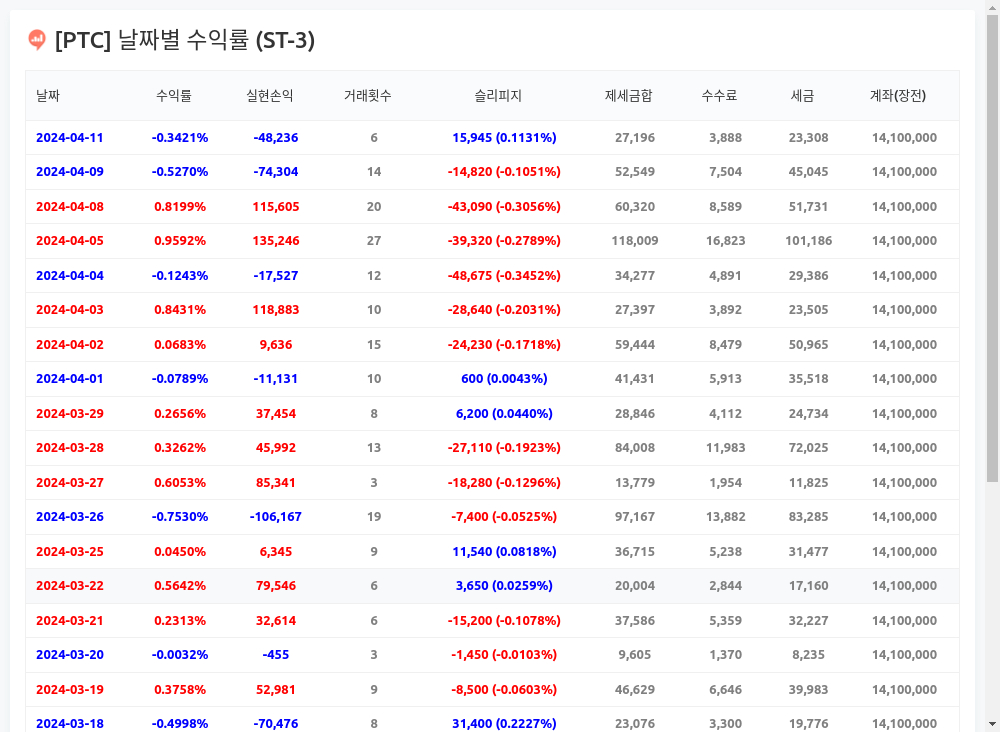 [PTC] 날짜별 수익률 (ST-3)
날짜 수익률 실현손익 거래횟수 슬리피지 제세금합 수수료 세금 계좌(장전)
2024-04-11 -0.3421% -48,236 6 15,945 (0.1131%) 27,196 3,888 23,308 14,100,000
2024-04-09 -0.5270% -74,304 14 -14,820 (-0.1051%) 52,549 7,504 45,045 14,100,000
2024-04-08 0.8199% 115,605 20 -43,090 (-0.3056%) 60,320 8,589 51,731 14,100,000
2024-04-05 0.9592% 135,246 27 -39,320 (-0.2789%) 118,009 16,823 101,186 14,100,000
2024-04-04 -0.1243% -17,527 12 -48,675 (-0.3452%) 34,277 4,891 29,386 14,100,000
2024-04-03 0.8431% 118,883 10 -28,640 (-0.2031%) 27,397 3,892 23,505 14,100,000
2024-04-02 0.0683% 9,636 15 -24,230 (-0.1718%) 59,444 8,479 50,965 14,100,000
2024-04-01 -0.0789% -11,131 10 600 (0.0043%) 41,431 5,913 35,518 14,100,000
2024-03-29 0.2656% 37,454 8 6,200 (0.0440%) 28,846 4,112 24,734 14,100,000
2024-03-28 0.3262% 45,992 13 -27,110 (-0.1923%) 84,008 11,983 72,025 14,100,000
2024-03-27 0.6053% 85,341 3 -18,280 (-0.1296%) 13,779 1,954 11,825 14,100,000
2024-03-26 -0.7530% -106,167 19 -7,400 (-0.0525%) 97,167 13,882 83,285 14,100,000
2024-03-25 0.0450% 6,345 9 11,540 (0.0818%) 36,715 5,238 31,477 14,100,000
2024-03-22 0.5642% 79,546 6 3,650 (0.0259%) 20,004 2,844 17,160 14,100,000
2024-03-21 0.2313% 32,614 6 -15,200 (-0.1078%) 37,586 5,359 32,227 14,100,000
2024-03-20 -0.0032% -455 3 -1,450 (-0.0103%) 9,605 1,370 8,235 14,100,000
2024-03-19 0.3758% 52,981 9 -8,500 (-0.0603%) 46,629 6,646 39,983 14,100,000
2024-03-18 -0.4998% -70,476 8 31,400 (0.2227%) 23,076 3,300 19,776 14,100,000